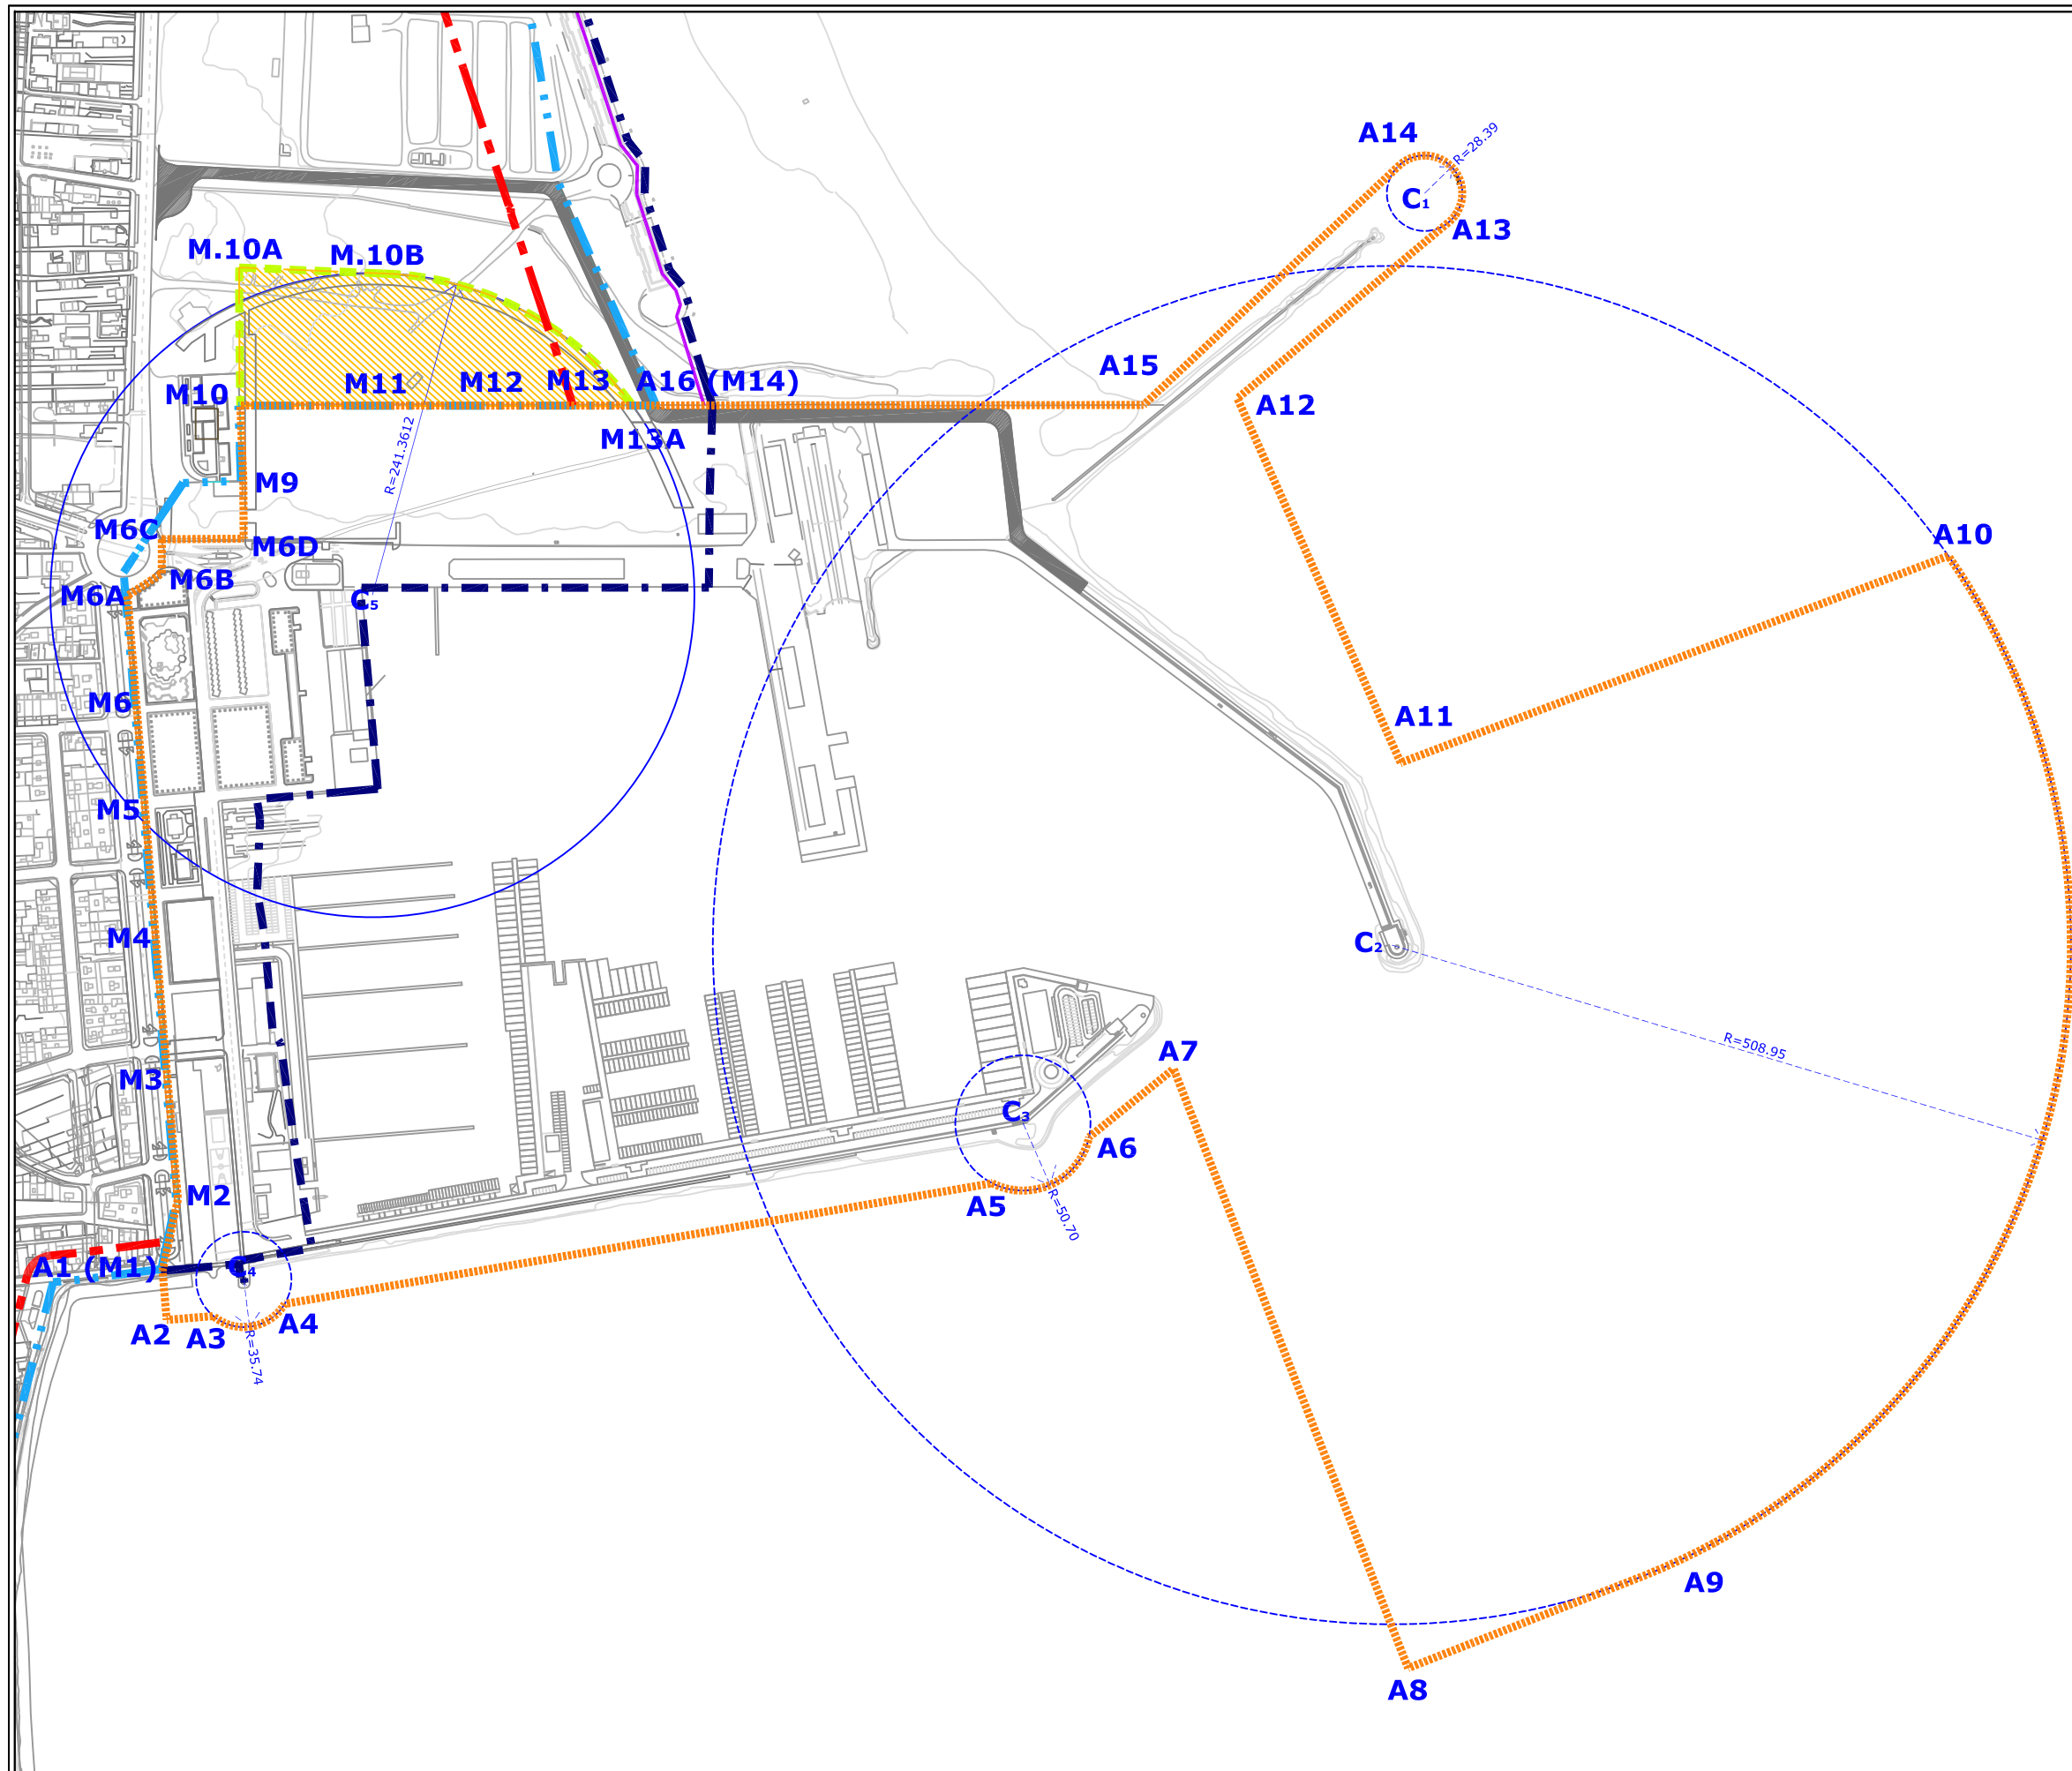 A14
R=28.39
C₁
A13
M.10A
M.10B
A15
M10
M11
M12
M13
A16 (M14)
A12
M13A
R=241.3612
M9
M6C
M6D
A10
M6B
M6A
C₅
M6
A11
M5
M4
C₂
R=508.95
A7
M3
C₃
A6
M2
A5
R=50.70
A1 (M1)
C₄
A2
A3
A4
R=35.74
A9
A8